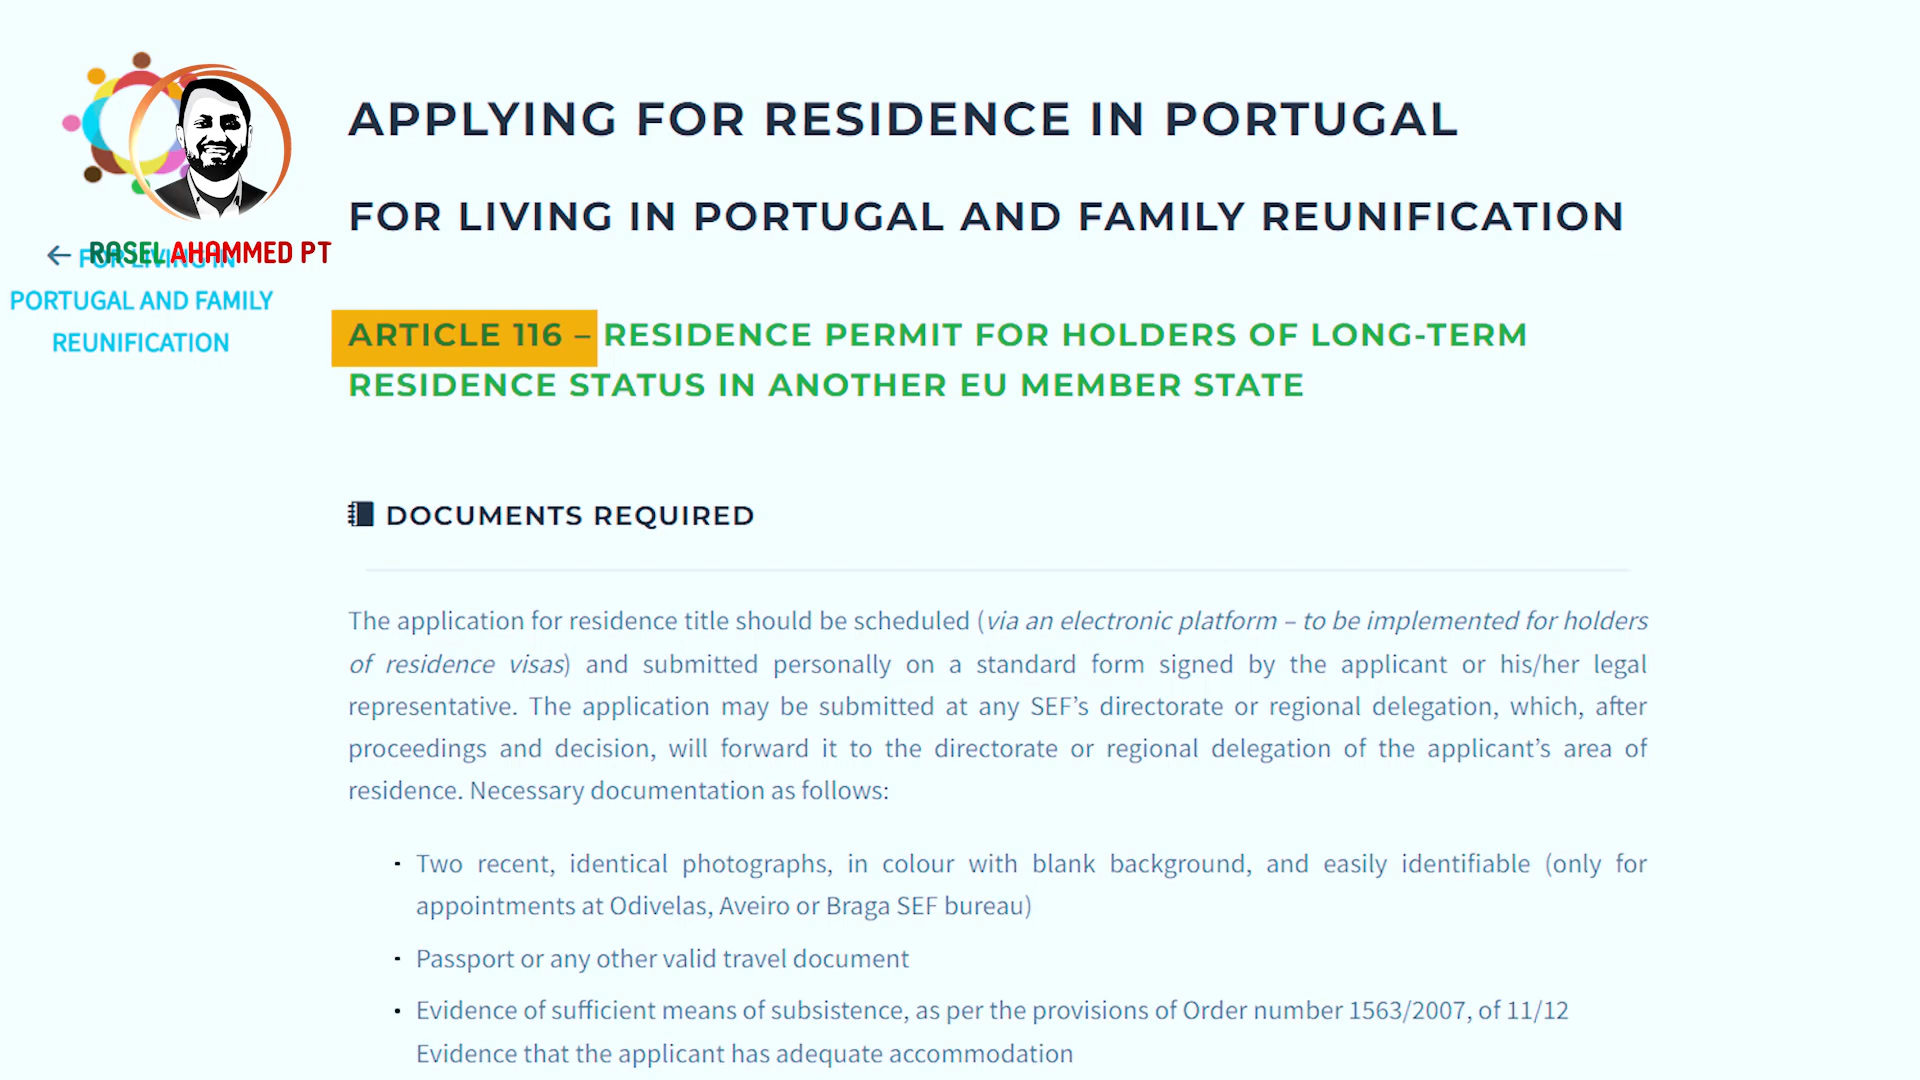 APPLYING FOR RESIDENCE IN PORTUGAL
FOR LIVING IN PORTUGAL AND FAMILY REUNIFICATION
RASEL AHAMMED PT
← FOR LIVING IN
PORTUGAL AND FAMILY
REUNIFICATION
ARTICLE 116 – RESIDENCE PERMIT FOR HOLDERS OF LONG-TERM
RESIDENCE STATUS IN ANOTHER EU MEMBER STATE
DOCUMENTS REQUIRED
The application for residence title should be scheduled (via an electronic platform – to be implemented for holders
of residence visas) and submitted personally on a standard form signed by the applicant or his/her legal
representative. The application may be submitted at any SEF’s directorate or regional delegation, which, after
proceedings and decision, will forward it to the directorate or regional delegation of the applicant’s area of
residence. Necessary documentation as follows:
· Two recent, identical photographs, in colour with blank background, and easily identifiable (only for
appointments at Odivelas, Aveiro or Braga SEF bureau)
· Passport or any other valid travel document
· Evidence of sufficient means of subsistence, as per the provisions of Order number 1563/2007, of 11/12
Evidence that the applicant has adequate accommodation